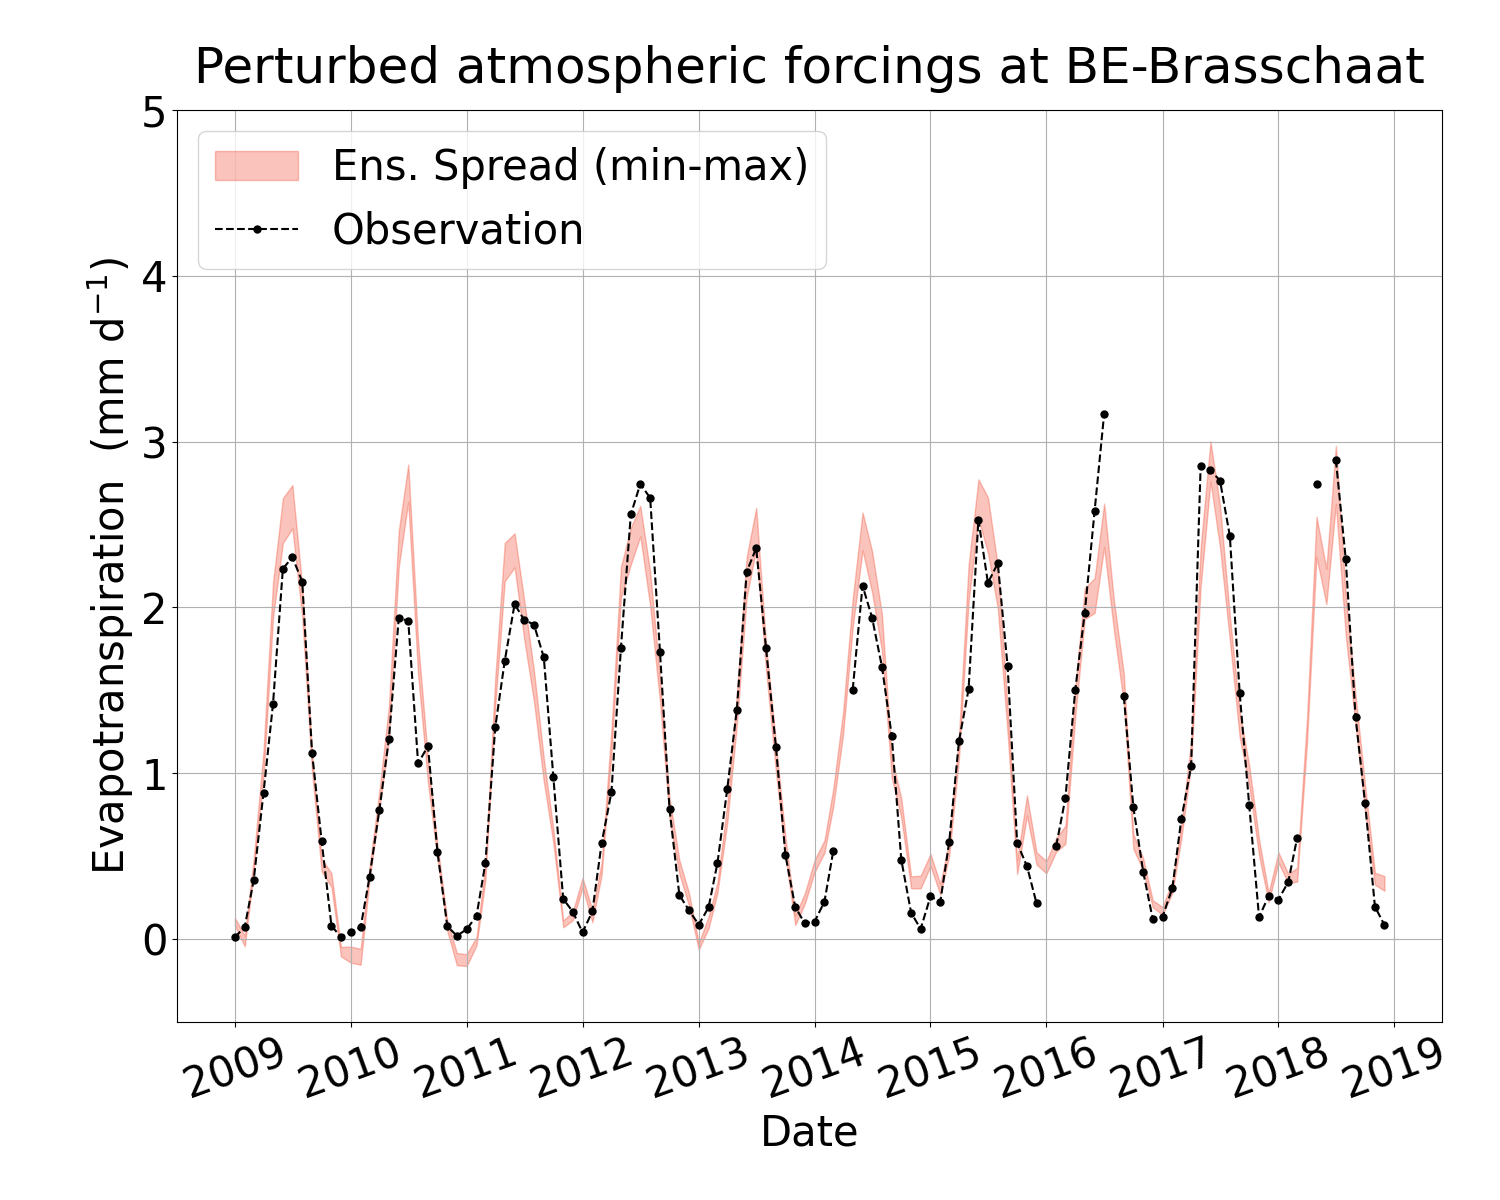 Perturbed atmospheric forcings at BE-Brasschaat
5
4
3
2
1
0
Evapotranspiration (mm d⁻¹)
Ens. Spread (min-max)
Observation
2009 2010 2011 2012 2013 2014 2015 2016 2017 2018 2019
Date